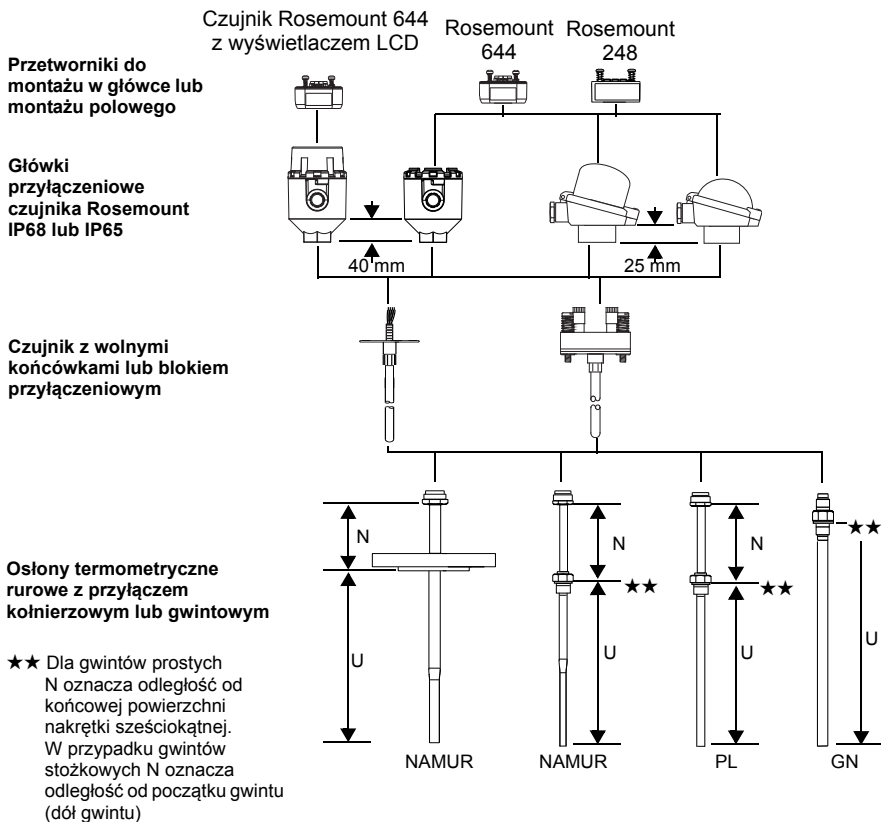 Czujnik Rosemount 644
z wyświetlaczem LCD
Rosemount
644
Rosemount
248
Przetworniki do
montażu w główce lub
montażu polowego
Główki
przyłączeniowe
czujnika Rosemount
IP68 lub IP65
40 mm
25 mm
Czujnik z wolnymi
końcówkami lub blokiem
przyłączeniowym
N
N
N
★★
★★
★★
Osłony termometryczne
rurowe z przyłączem
kołnierzowym lub gwintowym
U
U
U
U
★★ Dla gwintów prostych
N oznacza odległość od
końcowej powierzchni
nakrętki sześciokątnej.
W przypadku gwintów
stożkowych N oznacza
odległość od początku gwintu
(dół gwintu)
NAMUR
NAMUR
PL
GN